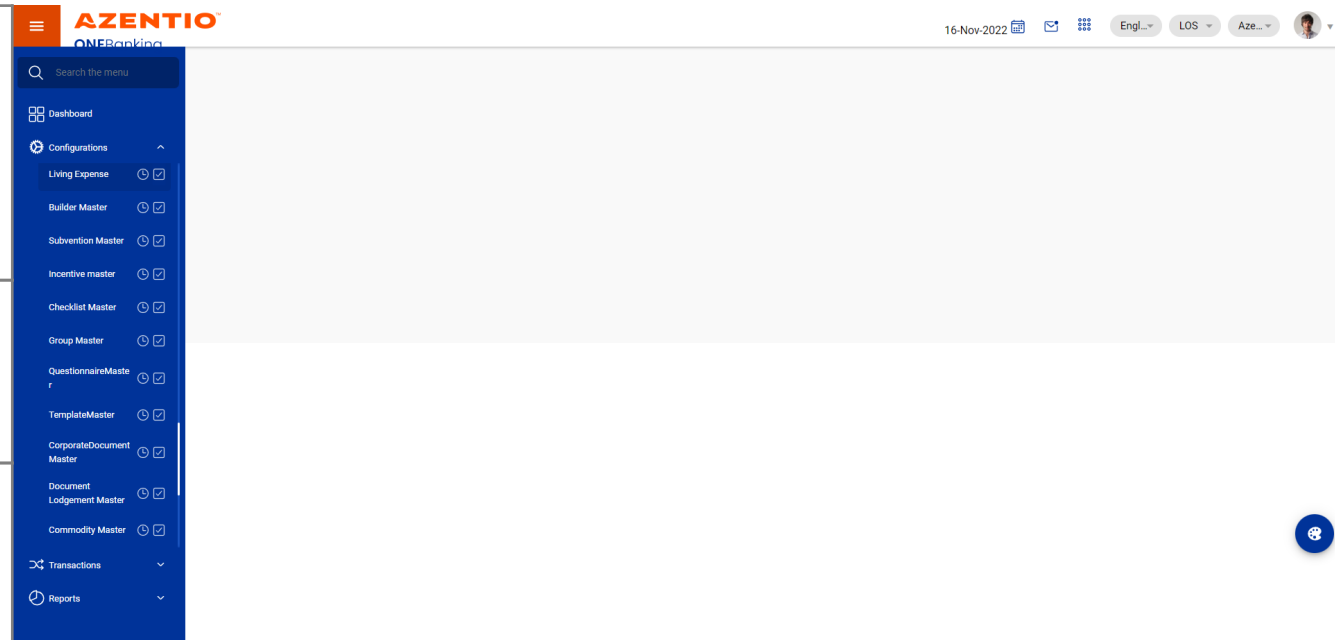 AZENTIO
ONEBanking
16-Nov-2022
Engl...
LOS
Aze...
Search the menu
Dashboard
Configurations
Living Expense
Builder Master
Subvention Master
Incentive master
Checklist Master
Group Master
QuestionnaireMaste
r
TemplateMaster
CorporateDocument
Master
Document
Lodgement Master
Commodity Master
Transactions
Reports